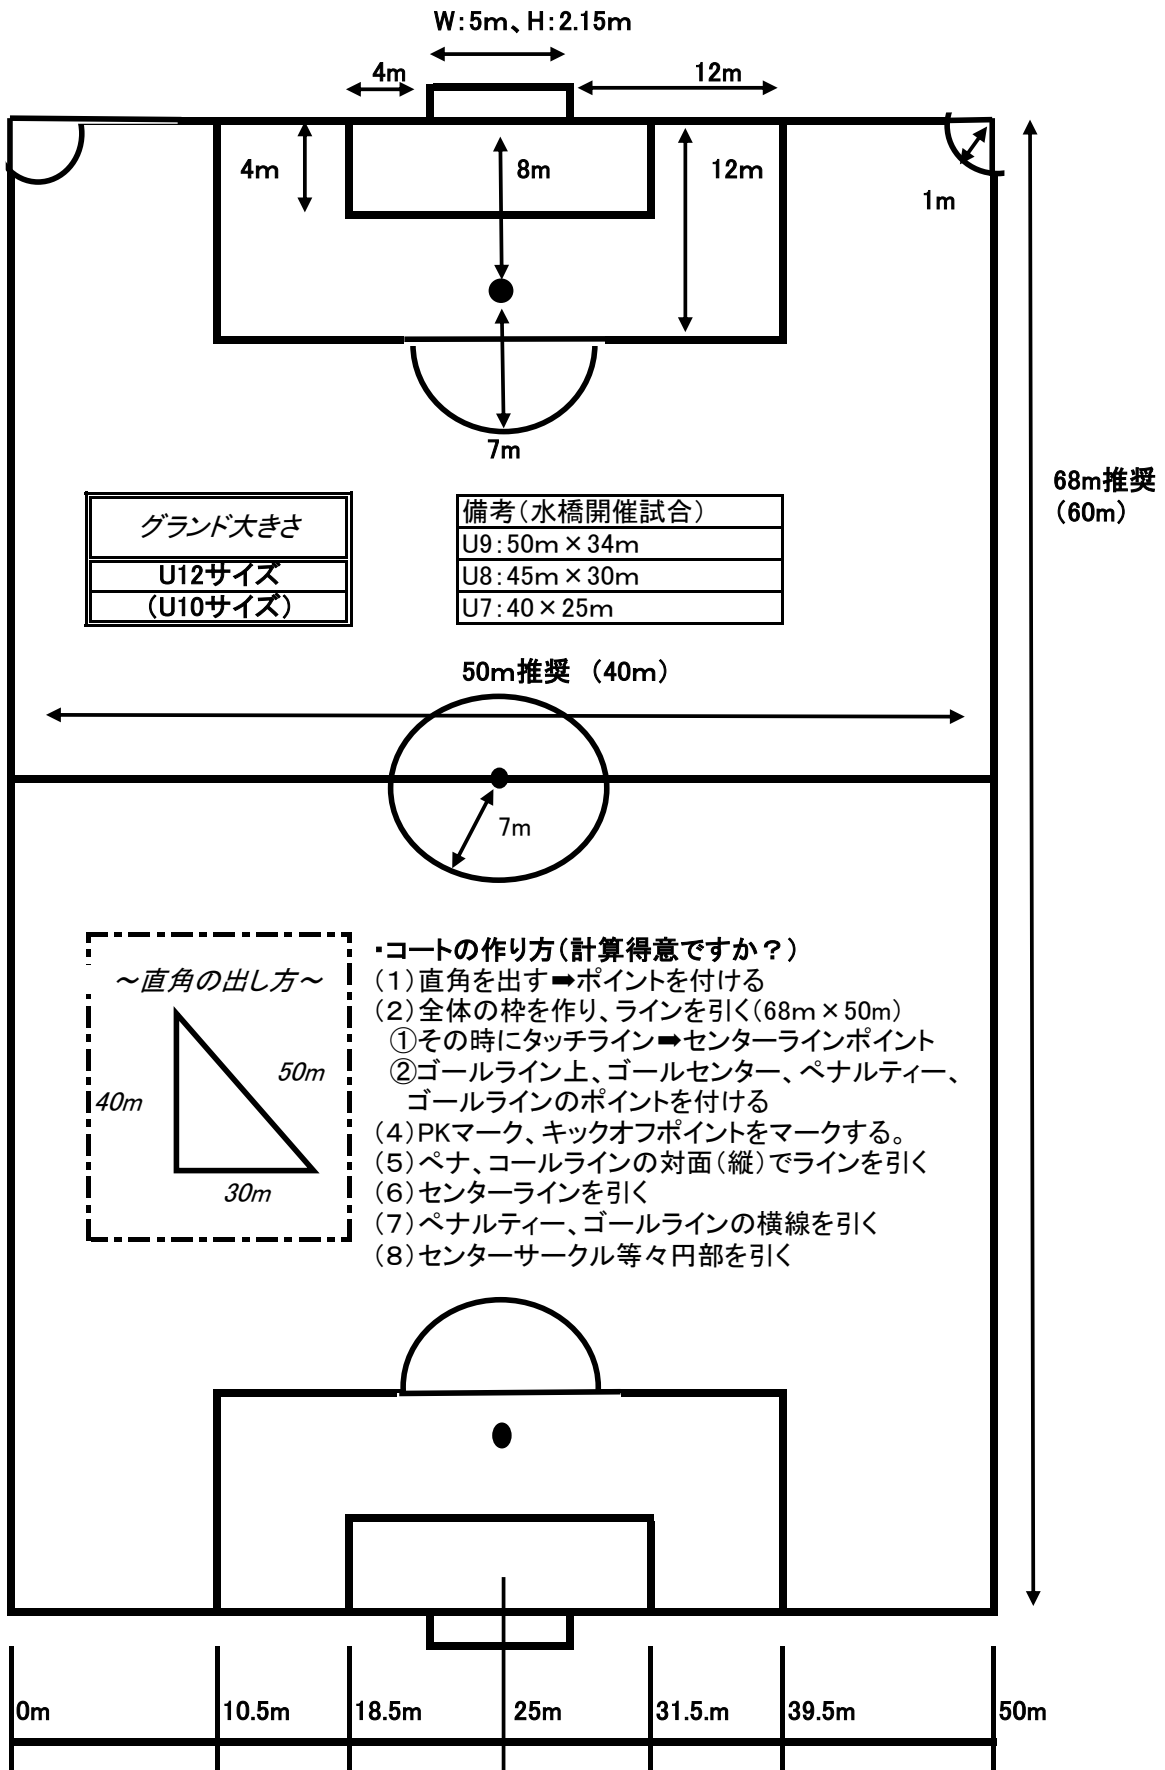 W:5m、H:2.15m
4m
12m
4m
8m
12m
1m
7m
68m推奨
(60m)
グランド大きさ
U12サイズ
(U10サイズ)
備考(水橋開催試合)
U9:50m×34m
U8:45m×30m
U7:40×25m
50m推奨 (40m)
7m
~直角の出し方~
50m
40m
30m
・コートの作り方(計算得意ですか?)
(1)直角を出す➡ポイントを付ける
(2)全体の枠を作り、ラインを引く(68m×50m)
①その時にタッチライン➡センターラインポイント
②ゴールライン上、ゴールセンター、ペナルティー、
ゴールラインのポイントを付ける
(4)PKマーク、キックオフポイントをマークする。
(5)ペナ、コールラインの対面(縦)でラインを引く
(6)センターラインを引く
(7)ペナルティー、ゴールラインの横線を引く
(8)センターサークル等々円部を引く
0m
10.5m
18.5m
25m
31.5.m
39.5m
50m